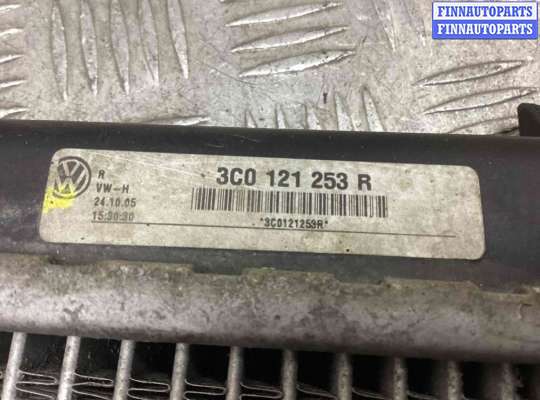 FINNAUTOPARTS
FINNAUTOPARTS
R
VW-H
24.10.05
15:30:30
3C0 121 253 R
*3C0121253R*